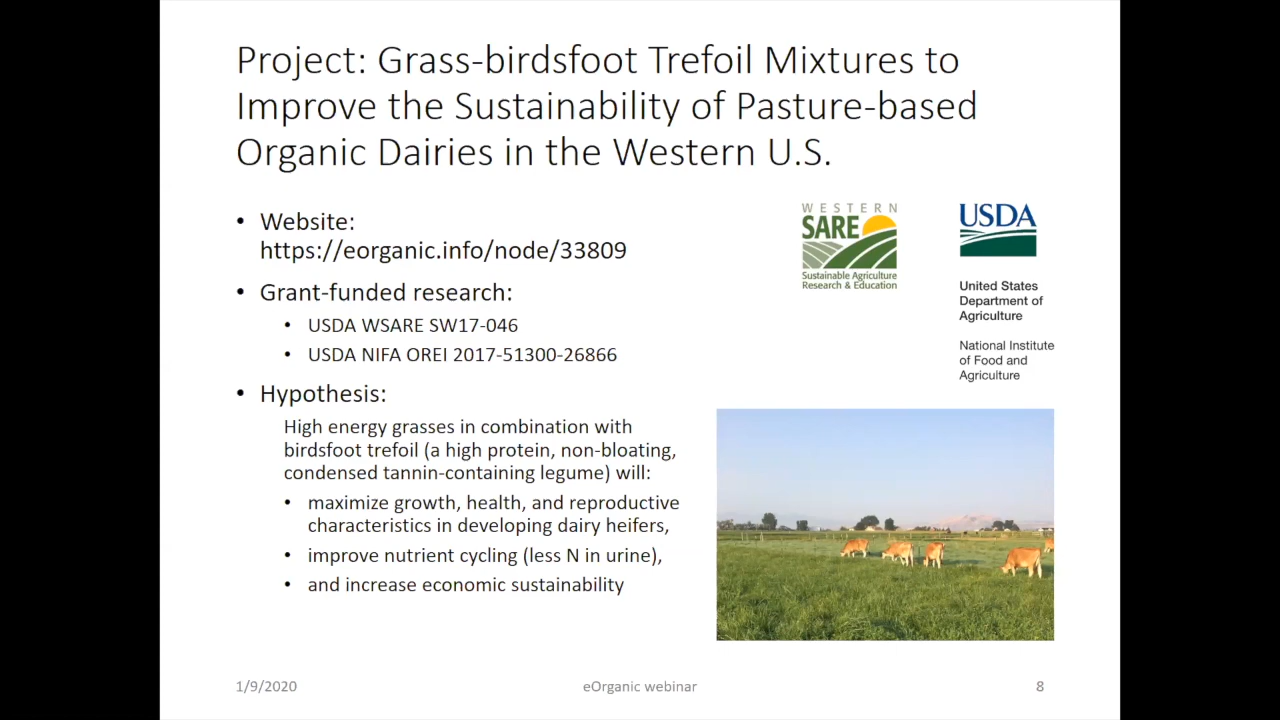 Project: Grass-birdsfoot Trefoil Mixtures to
Improve the Sustainability of Pasture-based
Organic Dairies in the Western U.S.
• Website:
https://eorganic.info/node/33809
• Grant-funded research:
• USDA WSARE SW17-046
• USDA NIFA OREI 2017-51300-26866
• Hypothesis:
High energy grasses in combination with
birdsfoot trefoil (a high protein, non-bloating,
condensed tannin-containing legume) will:
• maximize growth, health, and reproductive
characteristics in developing dairy heifers,
• improve nutrient cycling (less N in urine),
• and increase economic sustainability
WESTERN
SARE
Sustainable Agriculture
Research & Education
USDA
United States
Department of
Agriculture
National Institute
of Food and
Agriculture
1/9/2020
eOrganic webinar
8